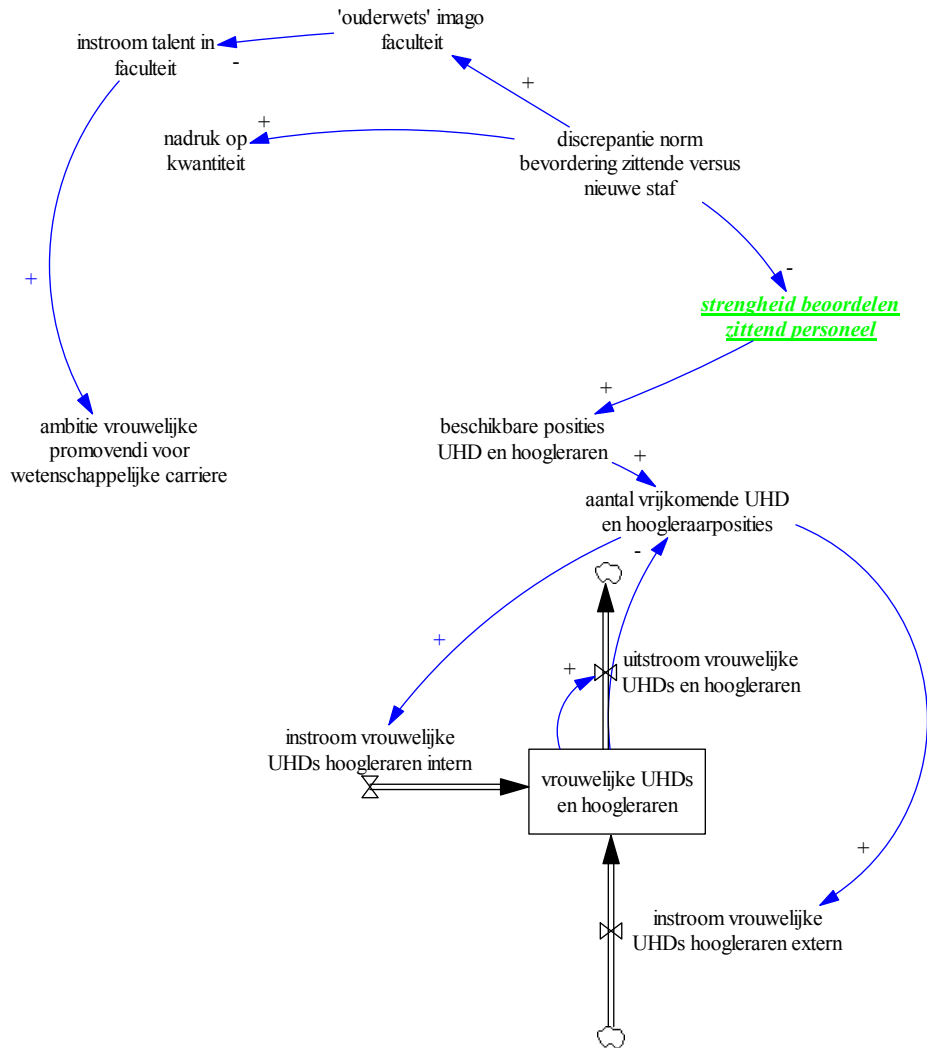 'ouderwets' imago
faculteit
instroom talent in
faculteit
-
+
+
nadruk op
kwantiteit
discrepantie norm
bevordering zittende versus
nieuwe staf
+
-
strengheid beoordelen
zittend personeel
+
ambitie vrouwelijke
promovendi voor
wetenschappelijke carriere
beschikbare posities
UHD en hoogleraren
+
aantal vrijkomende UHD
en hoogleraarposities
-
+
+
uitstroom vrouwelijke
UHDs en hoogleraren
instroom vrouwelijke
UHDs hoogleraren intern
vrouwelijke UHDs
en hoogleraren
+
instroom vrouwelijke
UHDs hoogleraren extern